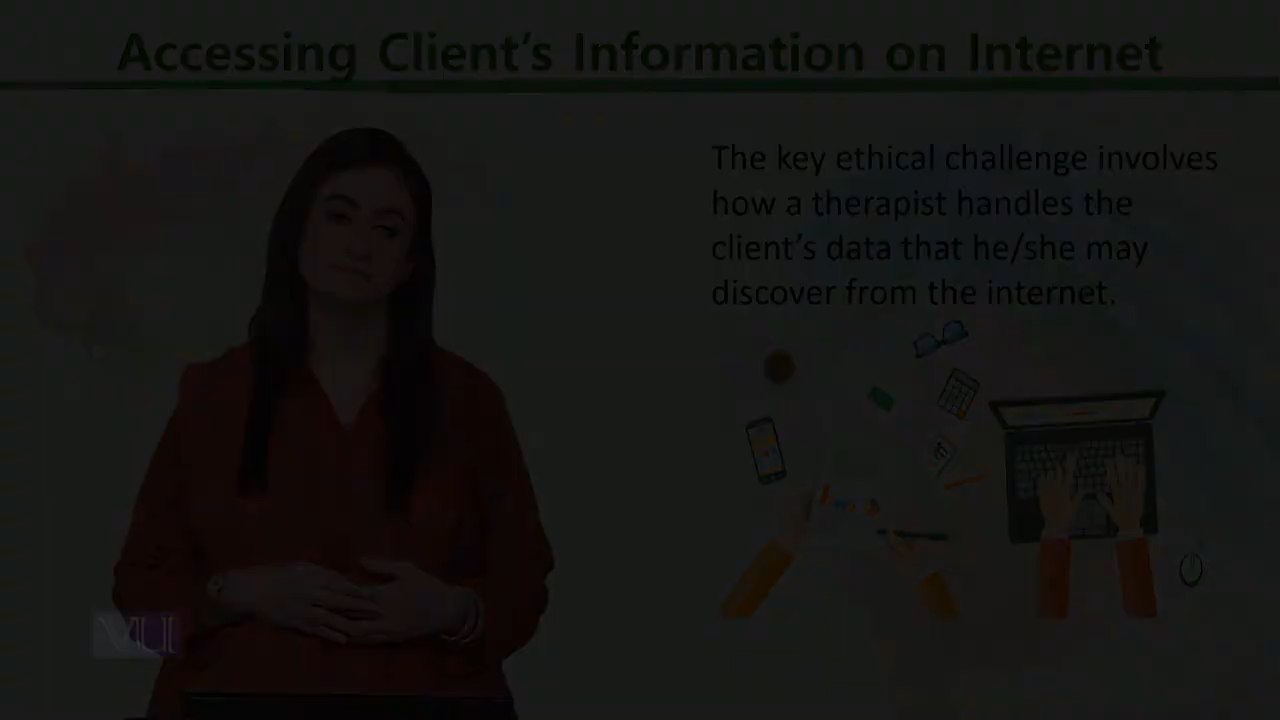 Accessing Client's Information on Internet
The key ethical challenge involves
how a therapist handles the
client's data that he/she may
discover from the internet.
VU